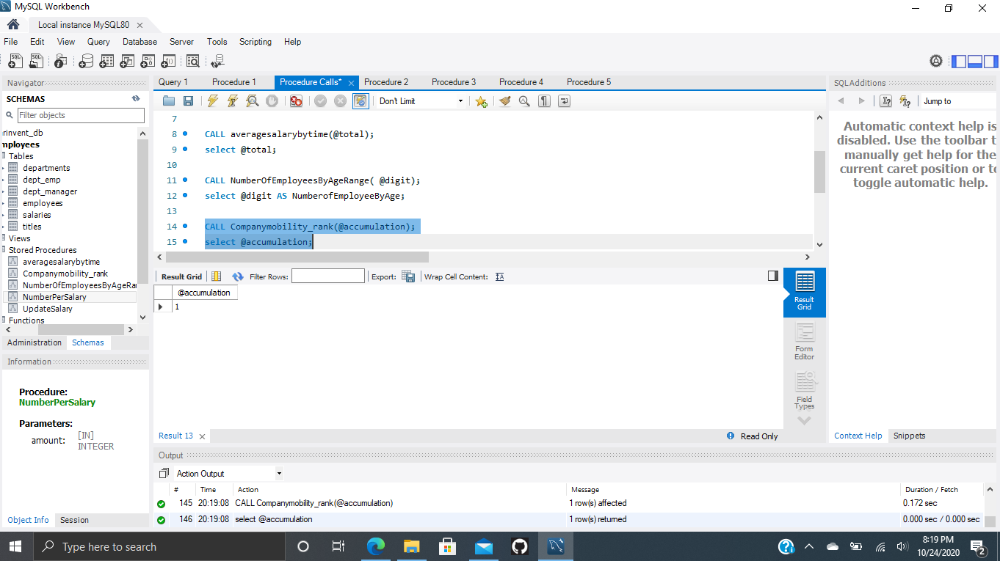 MySQL Workbench
Local instance MySQL80
File Edit View Query Database Server Tools Scripting Help
Navigator
SCHEMAS
Filter objects
rinvent_db
mployees
Tables
departments
dept_emp
dept_manager
employees
salaries
titles
Views
Stored Procedures
averagesalarybytime
Companymobility_rank
NumberOfEmployeesByAgeRa
NumberPerSalary
UpdateSalary
Functions
Administration Schemas
Information
Procedure:
NumberPerSalary
Parameters:
amount: [IN]
INTEGER
Object Info Session
Query 1 Procedure 1 Procedure Calls* Procedure 2 Procedure 3 Procedure 4 Procedure 5
Don't Limit
7
8 CALL averagesalarybytime(@total);
9 select @total;
10
11 CALL NumberOfEmployeesByAgeRange( @digit);
12 select @digit AS NumberofEmployeeByAge;
13
14 CALL Companymobility_rank(@accumulation);
15 select @accumulation;
Result Grid Filter Rows: Export: Wrap Cell Content:
@accumulation
1
Result
Grid
Form
Editor
Field
Types
Result 13 Read Only
SQLAdditions
Jump to
Automatic context help is
disabled. Use the toolbar t
manually get help for the
current caret position or to
toggle automatic help.
Context Help Snippets
Output
Action Output
# Time Action Message Duration / Fetch
145 20:19:08 CALL Companymobility_rank(@accumulation) 1 row(s) affected 0.172 sec
146 20:19:08 select @accumulation 1 row(s) returned 0.000 sec / 0.000 sec
Type here to search
8:19 PM
10/24/2020
2